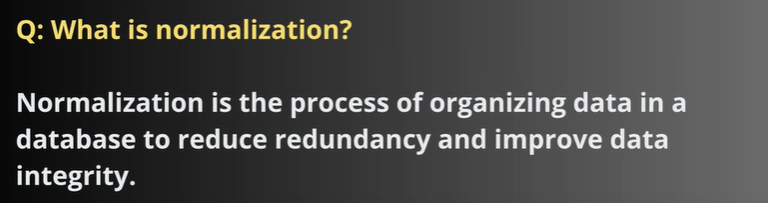 Q: What is normalization?
Normalization is the process of organizing data in a
database to reduce redundancy and improve data
integrity.